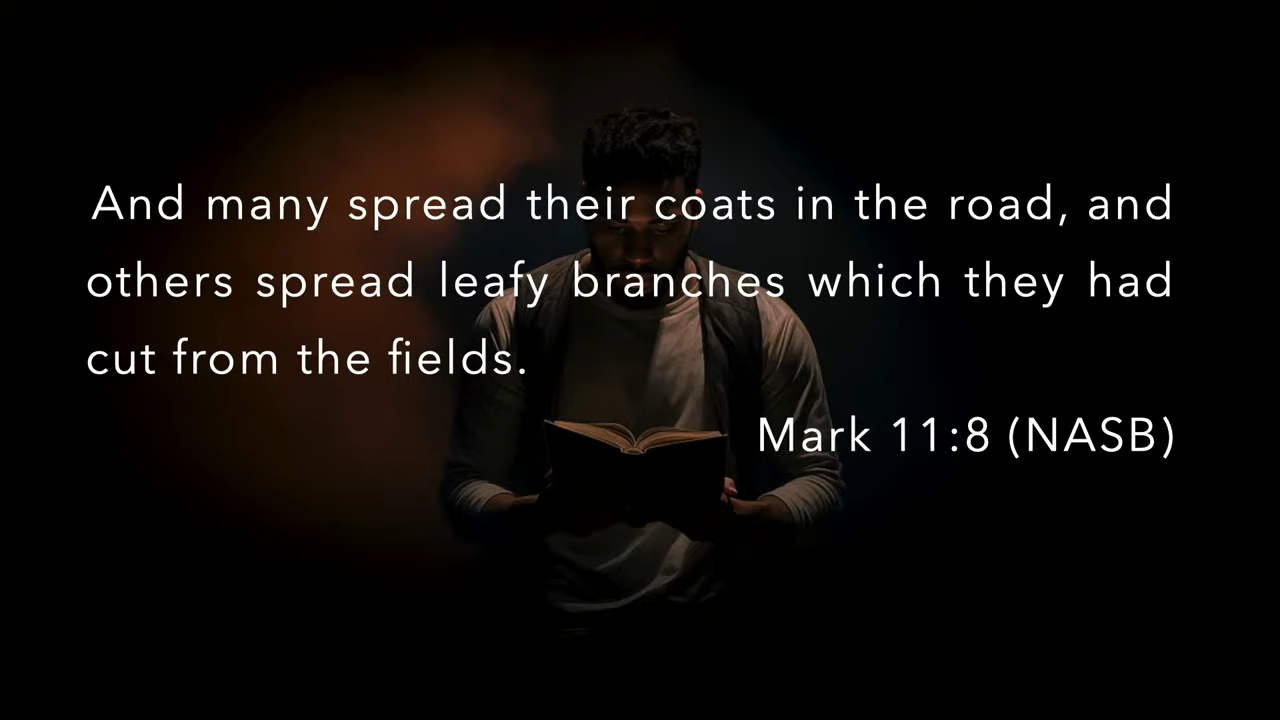 And many spread their coats in the road, and
others spread leafy branches which they had
cut from the fields.
Mark 11:8 (NASB)